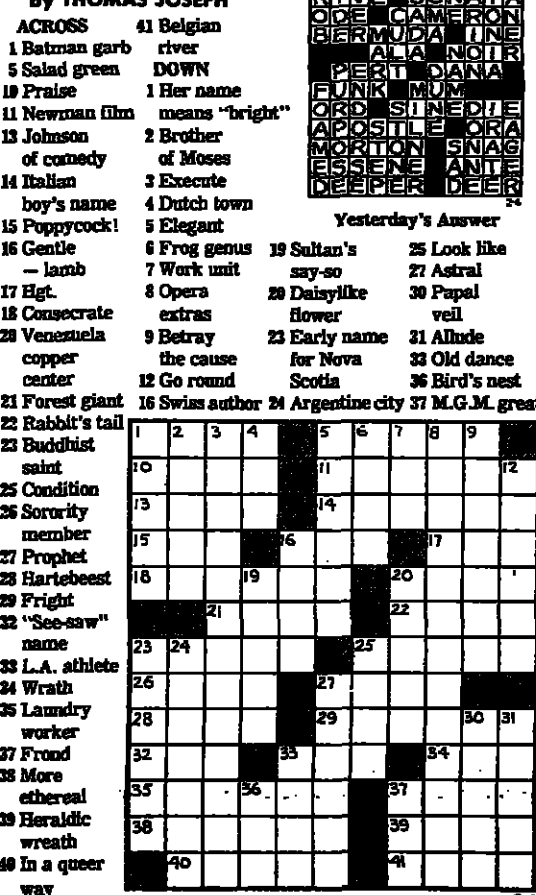 by THOMAS JOSEPH
ACROSS
1 Batman garb
5 Salad green
10 Praise
11 Newman film
13 Johnson
of comedy
14 Italian
boy's name
15 Poppycock!
16 Gentle
— lamb
17 Hgt.
18 Consecrate
20 Venezuela
copper
center
21 Forest giant
22 Rabbit's tail
23 Buddhist
saint
25 Condition
26 Sorority
member
27 Prophet
28 Hartebeest
29 Fright
32 "See-saw"
name
33 L.A. athlete
34 Wrath
35 Laundry
worker
37 Frond
38 More
ethereal
39 Heraldic
wreath
40 In a queer
way
41 Belgian
river
DOWN
1 Her name
means "bright"
2 Brother
of Moses
3 Execute
4 Dutch town
5 Elegant
6 Frog genus
7 Work unit
8 Opera
extras
9 Betray
the cause
12 Go round
16 Swiss author
19 Sultan's
say-so
20 Daisylike
flower
23 Early name
for Nova
Scotia
24 Argentine city
25 Look like
27 Astral
30 Papal
veil
31 Allude
33 Old dance
36 Bird's nest
37 M.G.M. great
ODE CAMERON
BERMUDA INE
ALA NOIR
PERT DANA
FUNK MUM
ORD SINEDIE
APOSTLE ORA
MORTON SNAG
ESSENE ANTE
DEEPER DEER
24
Yesterday's Answer
1 2 3 4 5 6 7 8 9
10 11 12
13 14
15 16 17
18 19 20
21 22
23 24 25
26 27
28 29 30 31
32 33 34
35 36 37
38 39
40 41